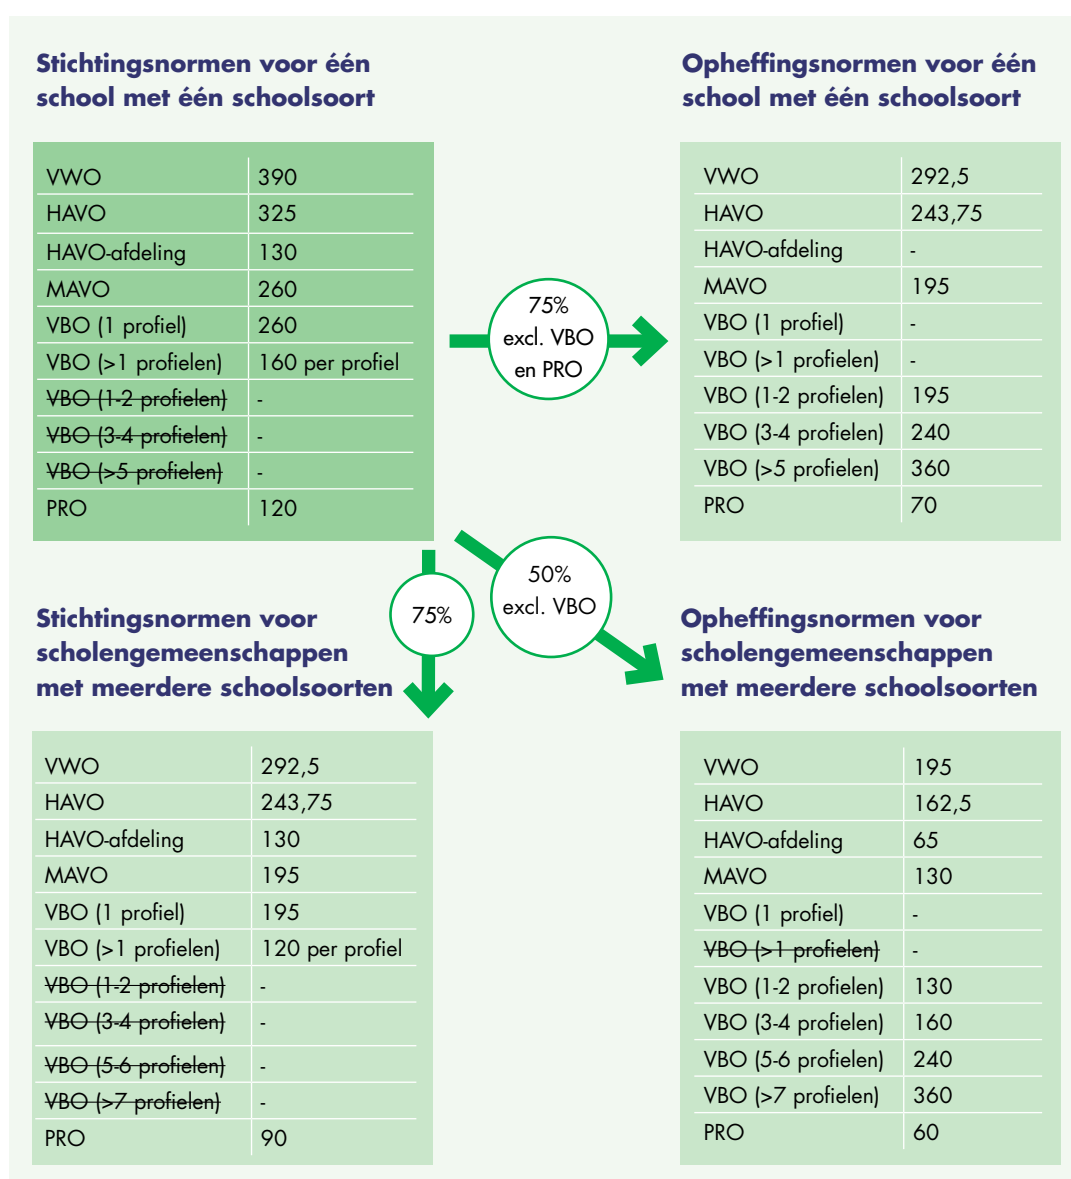 Stichtingsnormen voor één
school met één schoolsoort
VWO 390
HAVO 325
HAVO-afdeling 130
MAVO 260
VBO (1 profiel) 260
VBO (>1 profielen) 160 per profiel
VBO (1-2 profielen) -
VBO (3-4 profielen) -
VBO (>5 profielen) -
PRO 120
75%
excl. VBO
en PRO
Opheffingsnormen voor één
school met één schoolsoort
VWO 292,5
HAVO 243,75
HAVO-afdeling -
MAVO 195
VBO (1 profiel) -
VBO (>1 profielen) -
VBO (1-2 profielen) 195
VBO (3-4 profielen) 240
VBO (>5 profielen) 360
PRO 70
75%
50%
excl. VBO
Stichtingsnormen voor
scholengemeenschappen
met meerdere schoolsoorten
VWO 292,5
HAVO 243,75
HAVO-afdeling 130
MAVO 195
VBO (1 profiel) 195
VBO (>1 profielen) 120 per profiel
VBO (1-2 profielen) -
VBO (3-4 profielen) -
VBO (5-6 profielen) -
VBO (>7 profielen) -
PRO 90
Opheffingsnormen voor
scholengemeenschappen
met meerdere schoolsoorten
VWO 195
HAVO 162,5
HAVO-afdeling 65
MAVO 130
VBO (1 profiel) -
VBO (>1 profielen) -
VBO (1-2 profielen) 130
VBO (3-4 profielen) 160
VBO (5-6 profielen) 240
VBO (>7 profielen) 360
PRO 60